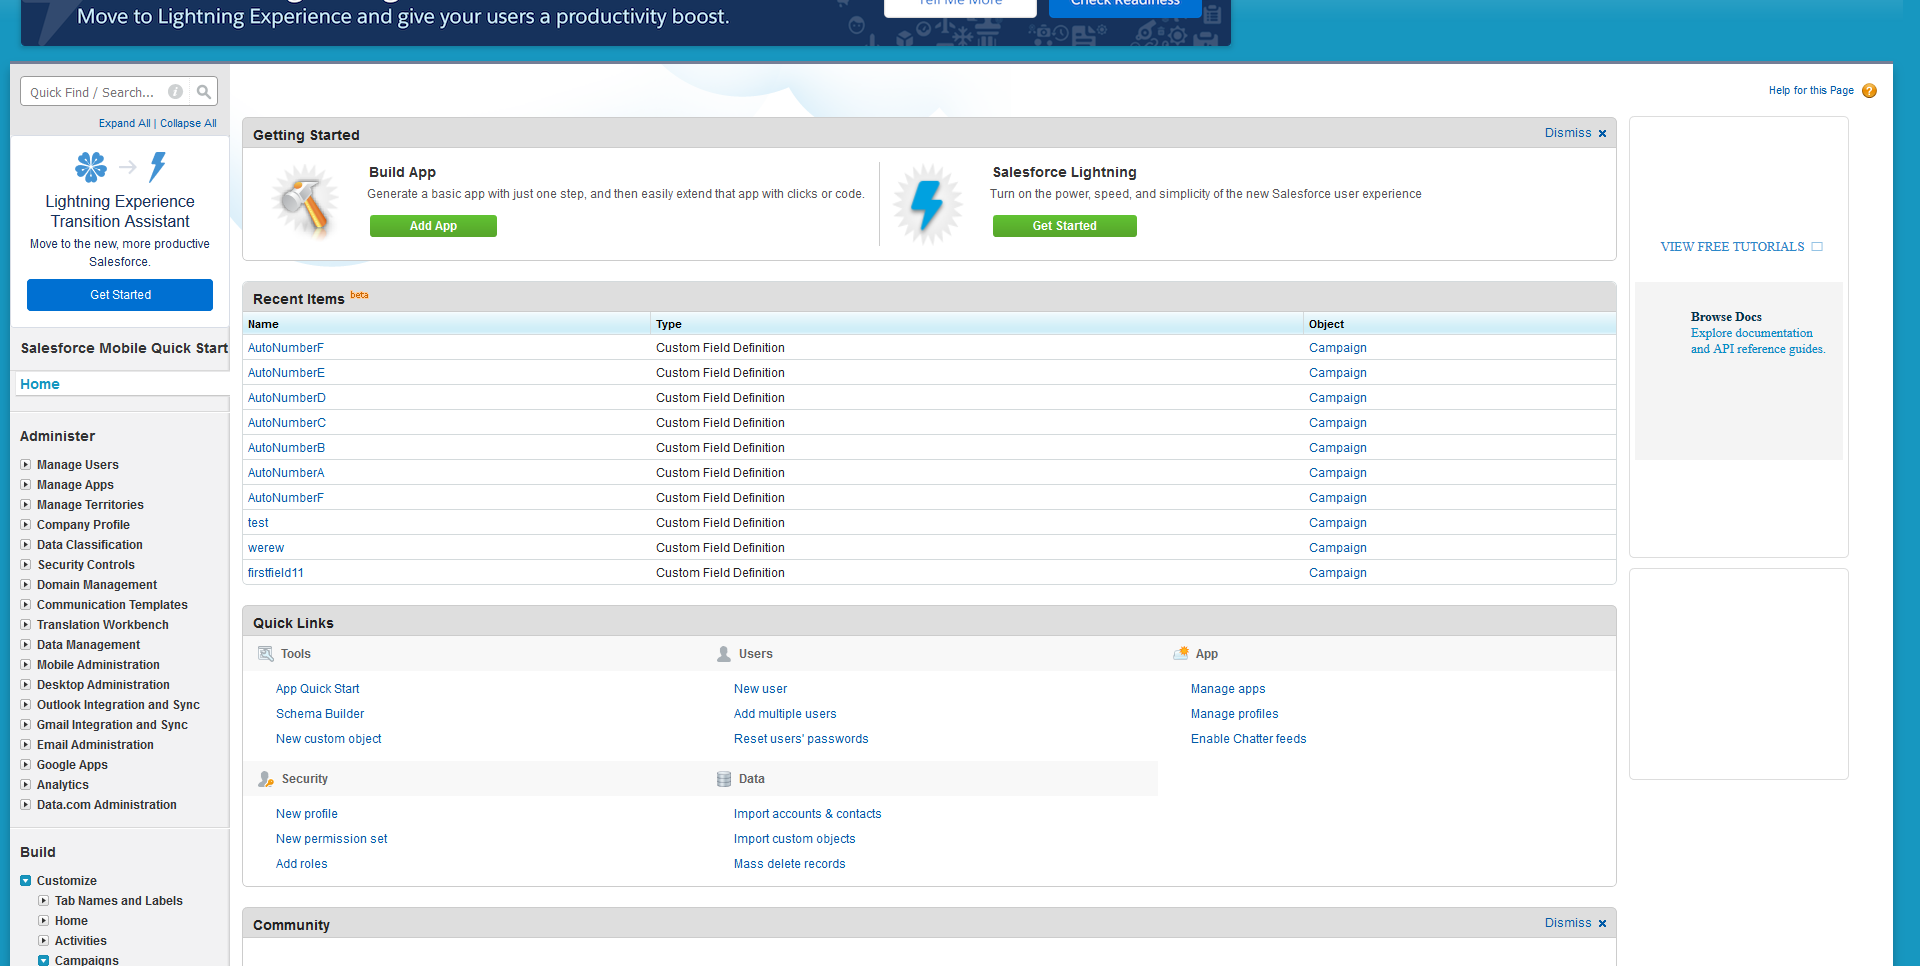 Move to Lightning Experience and give your users a productivity boost.
Tell Me More
Check Readiness
Quick Find / Search...
Expand All | Collapse All
Lightning Experience
Transition Assistant
Move to the new, more productive
Salesforce.
Get Started
Salesforce Mobile Quick Start
Home
Administer
Manage Users
Manage Apps
Manage Territories
Company Profile
Data Classification
Security Controls
Domain Management
Communication Templates
Translation Workbench
Data Management
Mobile Administration
Desktop Administration
Outlook Integration and Sync
Gmail Integration and Sync
Email Administration
Google Apps
Analytics
Data.com Administration
Build
Customize
Tab Names and Labels
Home
Activities
Campaigns
Help for this Page ?
Getting Started
Dismiss
Build App
Generate a basic app with just one step, and then easily extend that app with clicks or code.
Add App
Salesforce Lightning
Turn on the power, speed, and simplicity of the new Salesforce user experience
Get Started
Recent Items beta
Name Type Object
AutoNumberF Custom Field Definition Campaign
AutoNumberE Custom Field Definition Campaign
AutoNumberD Custom Field Definition Campaign
AutoNumberC Custom Field Definition Campaign
AutoNumberB Custom Field Definition Campaign
AutoNumberA Custom Field Definition Campaign
AutoNumberF Custom Field Definition Campaign
test Custom Field Definition Campaign
werew Custom Field Definition Campaign
firstfield11 Custom Field Definition Campaign
Quick Links
Tools
App Quick Start
Schema Builder
New custom object
Users
New user
Add multiple users
Reset users' passwords
App
Manage apps
Manage profiles
Enable Chatter feeds
Security
New profile
New permission set
Add roles
Data
Import accounts & contacts
Import custom objects
Mass delete records
Community
Dismiss
VIEW FREE TUTORIALS
Browse Docs
Explore documentation
and API reference guides.